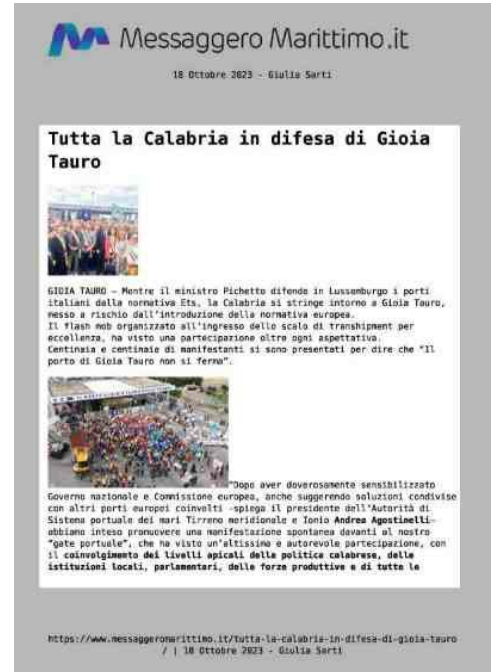 Messaggero Marittimo.it
18 Ottobre 2023 - Giulia Sarti
Tutta la Calabria in difesa di Gioia
Tauro
GIOIA TAURO – Mentre il ministro Pichetto difende in Lussemburgo i porti
italiani dalla normativa Ets, la Calabria si stringe intorno a Gioia Tauro,
messo a rischio dall'introduzione della normativa europea.
Il flash mob organizzato all'ingresso dello scalo di transhipment per
eccellenza, ha visto una partecipazione oltre ogni aspettativa.
Centinaia e centinaia di manifestanti si sono presentati per dire che "Il
porto di Gioia Tauro non si ferma".
"Dopo aver doverosamente sensibilizzato
Governo nazionale e Commissione europea, anche suggerendo soluzioni condivise
con altri porti europei coinvolti -spiega il presidente dell'Autorità di
Sistema portuale dei mari Tirreno meridionale e Ionio Andrea Agostinelli-
abbiamo inteso promuovere una manifestazione spontanea davanti al nostro
"gate portuale", che ha visto un'altissima e autorevole partecipazione, con
il coinvolgimento dei livelli apicali della politica calabrese, delle
istituzioni locali, parlamentari, delle forze produttive e di tutte le
https://www.messaggeromarittimo.it/tutta-la-calabria-in-difesa-di-gioia-tauro
/ | 18 Ottobre 2023 - Giulia Sarti